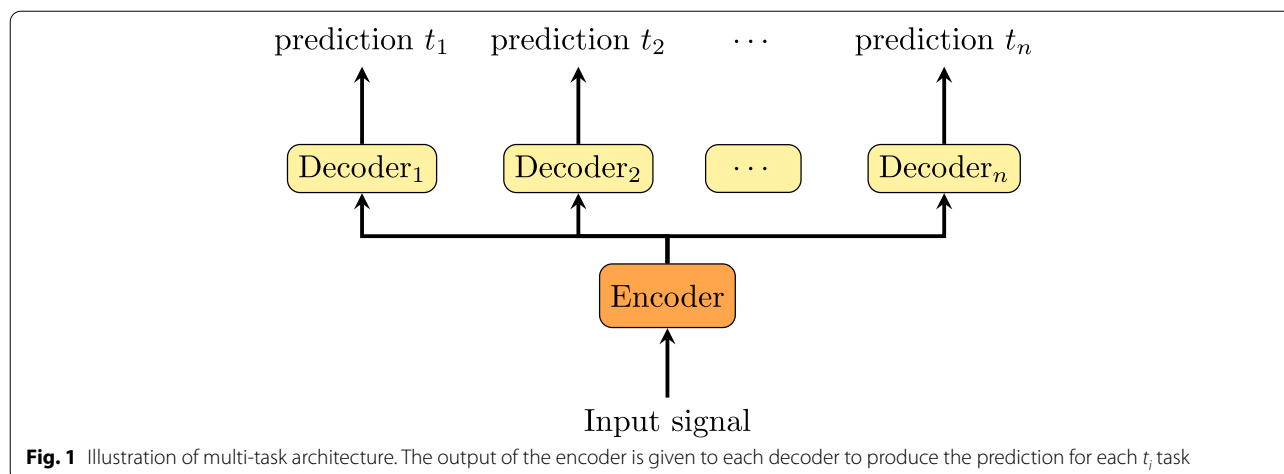 prediction t₁ prediction t₂ ⋯ prediction tₙ
Decoder₁ Decoder₂ ⋯ Decoderₙ
Encoder
Input signal
Fig. 1 Illustration of multi-task architecture. The output of the encoder is given to each decoder to produce the prediction for each tᵢ task